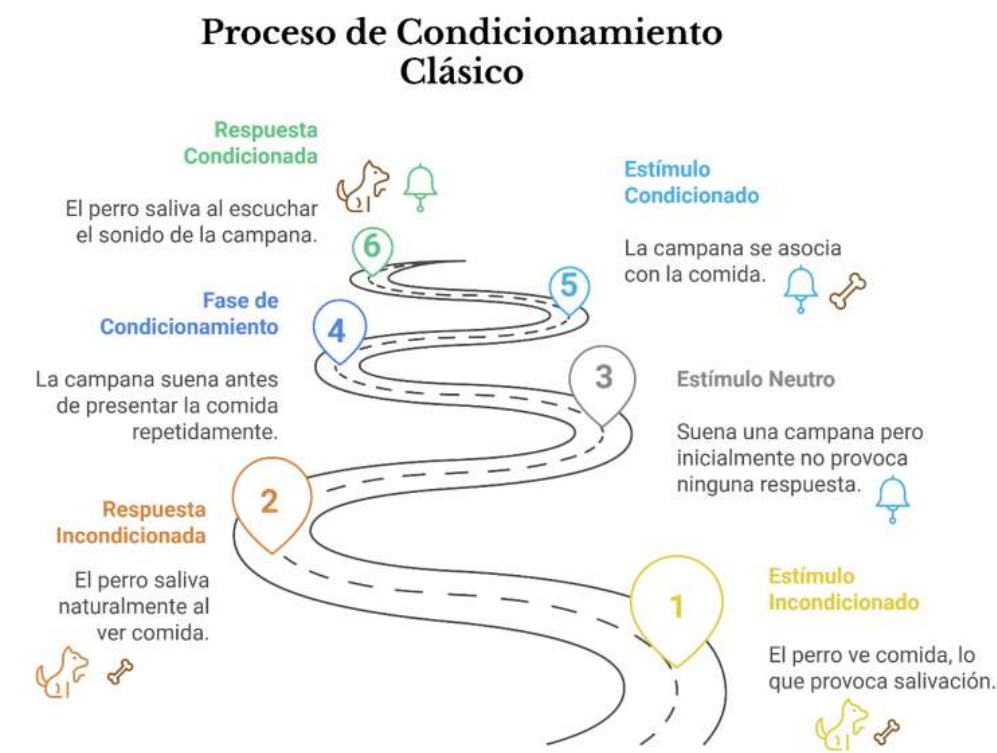 Proceso de Condicionamiento
Clásico
Respuesta
Condicionada
El perro saliva al escuchar
el sonido de la campana.
6
Estímulo
Condicionado
La campana se asocia
con la comida.
5
Fase de
Condicionamiento
La campana suena antes
de presentar la comida
repetidamente.
4
3
Estímulo Neutro
Suena una campana pero
inicialmente no provoca
ninguna respuesta.
2
Respuesta
Incondicionada
El perro saliva
naturalmente al
ver comida.
1
Estímulo
Incondicionado
El perro ve comida, lo
que provoca salivación.